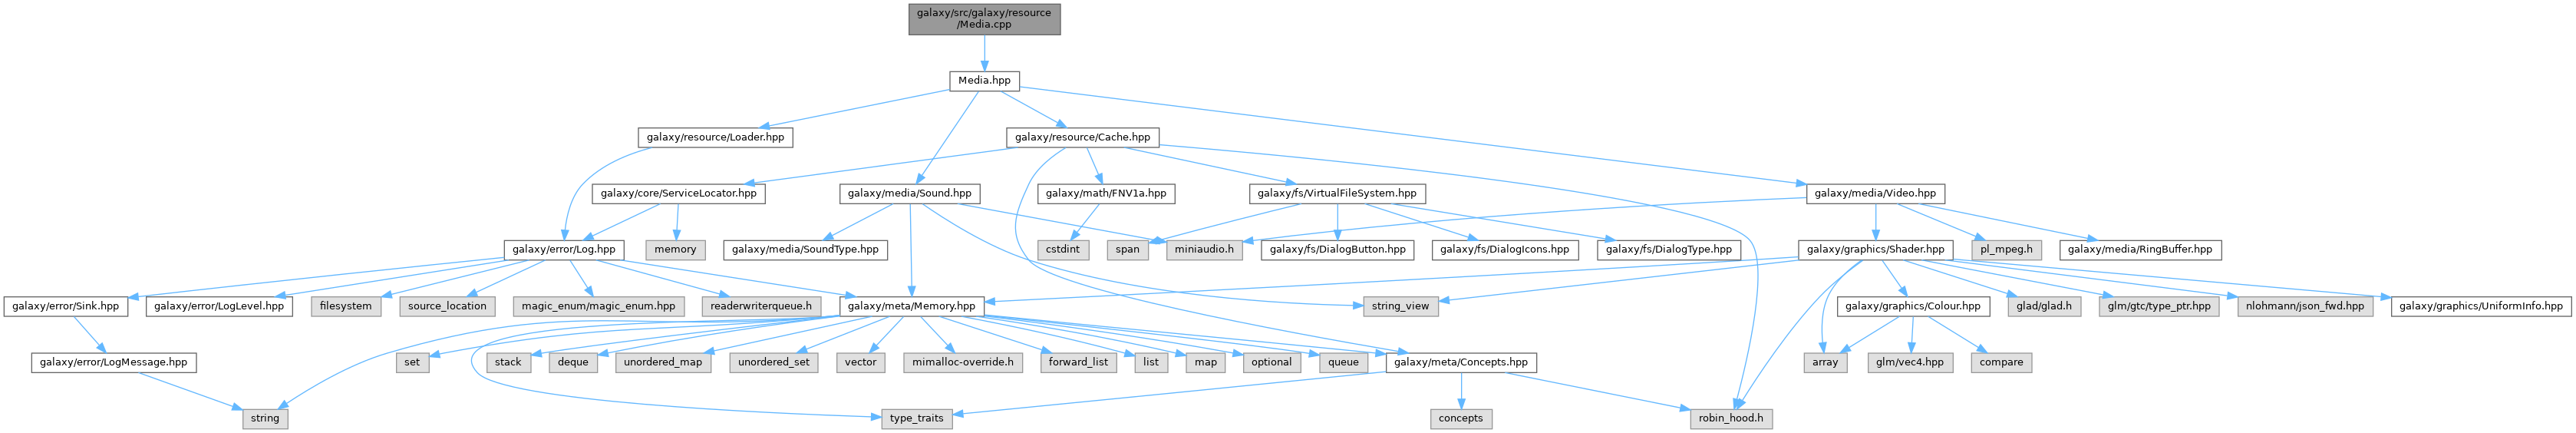 galaxy/src/galaxy/resource
/Media.cpp
Media.hpp
galaxy/resource/Loader.hpp
galaxy/resource/Cache.hpp
galaxy/core/ServiceLocator.hpp
galaxy/media/Sound.hpp
galaxy/math/FNV1a.hpp
galaxy/fs/VirtualFileSystem.hpp
galaxy/media/Video.hpp
galaxy/error/Log.hpp
memory
galaxy/media/SoundType.hpp
cstdint
span
miniaudio.h
galaxy/fs/DialogButton.hpp
galaxy/fs/DialogIcons.hpp
galaxy/fs/DialogType.hpp
galaxy/graphics/Shader.hpp
pl_mpeg.h
galaxy/media/RingBuffer.hpp
galaxy/error/Sink.hpp
galaxy/error/LogLevel.hpp
filesystem
source_location
magic_enum/magic_enum.hpp
readerwriterqueue.h
galaxy/meta/Memory.hpp
string_view
galaxy/graphics/Colour.hpp
glad/glad.h
glm/gtc/type_ptr.hpp
nlohmann/json_fwd.hpp
galaxy/graphics/UniformInfo.hpp
galaxy/error/LogMessage.hpp
set
stack
deque
unordered_map
unordered_set
vector
mimalloc-override.h
forward_list
list
map
optional
queue
galaxy/meta/Concepts.hpp
array
glm/vec4.hpp
compare
string
type_traits
concepts
robin_hood.h